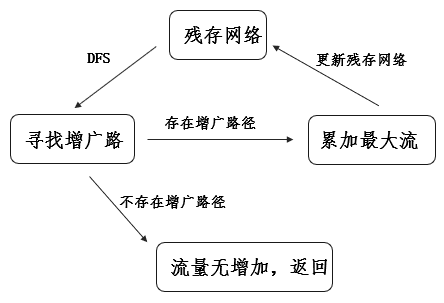 残存网络
DFS
更新残存网络
寻找增广路
存在增广路径
累加最大流
不存在增广路径
流量无增加，返回